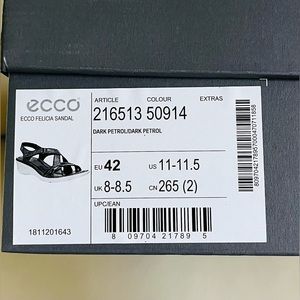 ecco
ECCO FELICIA SANDAL
ARTICLE COLOUR EXTRAS
216513 50914
DARK PETROL/DARK PETROL
EU 42 US 11-11.5
UK 8-8.5 CN 265 (2)
UPC/EAN
8 09704 21789 5
1811201643